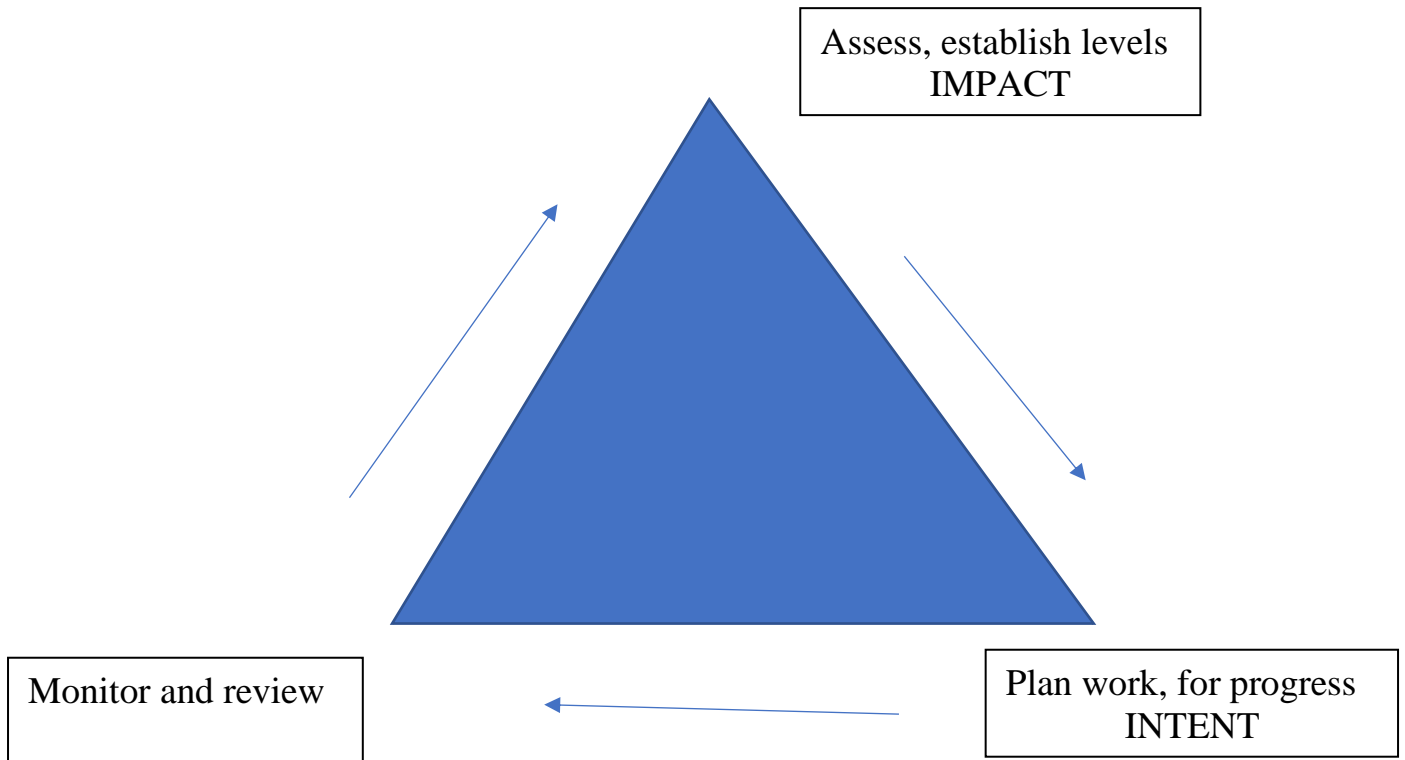 Assess, establish levels
IMPACT
Monitor and review
Plan work, for progress
INTENT